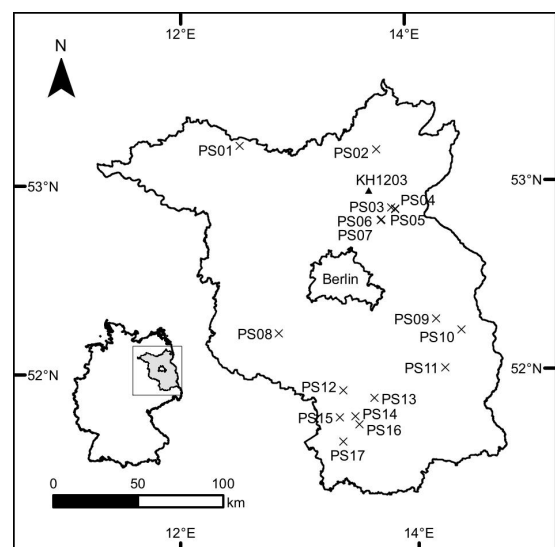 12°E 14°E
N
PS01
PS02
53°N 53°N
KH1203
PS03 PS04
PS06 PS05
PS07
Berlin
PS09
PS10
PS08
PS11
52°N 52°N
PS12
PS13
PS15 PS14
PS16
PS17
0 50 100
km
12°E 14°E